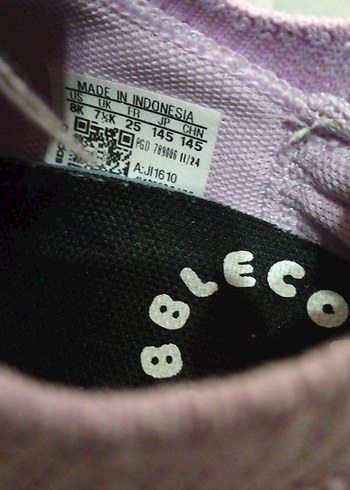 MADE IN INDONESIA
US UK FR JP CHN
8K 7½K 25 145 145
PGD 789006 11/24
A:JI1610
BBLECO